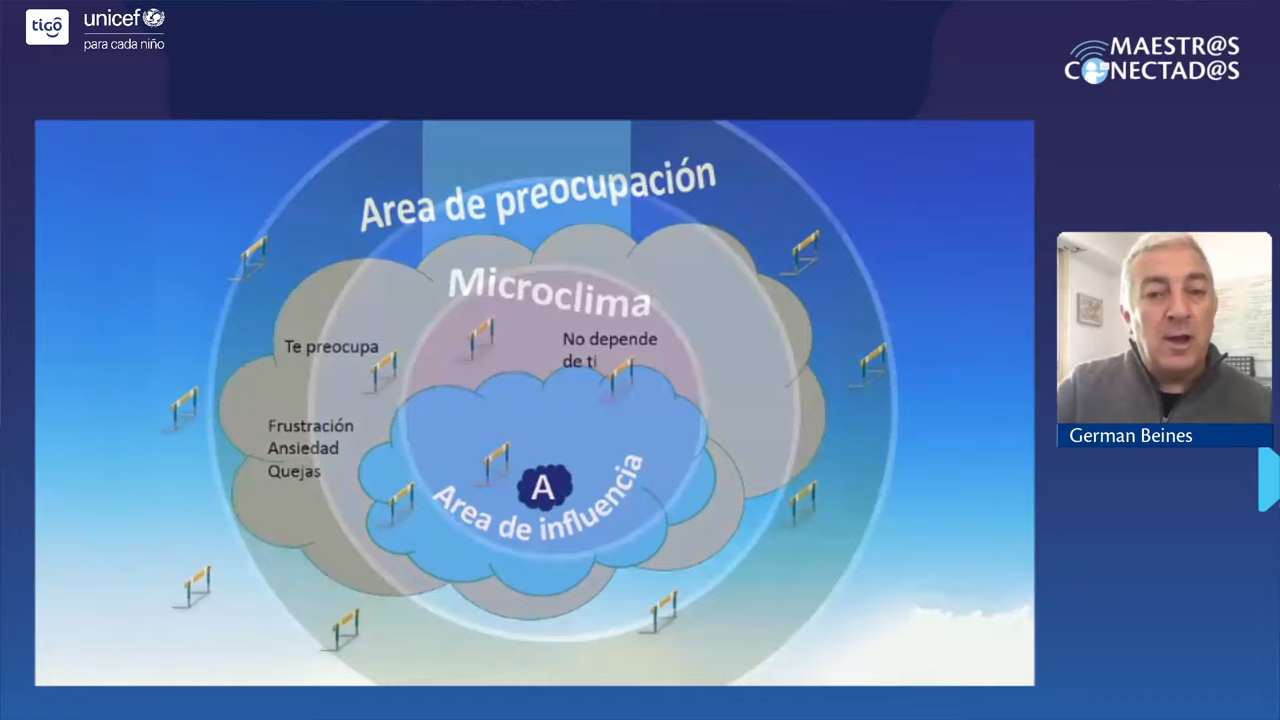 tigo
unicef
para cada niño
MAESTR@S
CONECTAD@S
Area de preocupación
Microclima
No depende
de ti
Te preocupa
Frustración
Ansiedad
Quejas
A
Area de influencia
German Beines